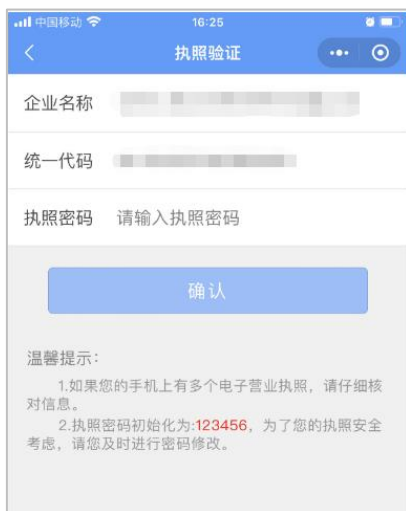 中国移动 16:25
执照验证
企业名称
统一代码
执照密码 请输入执照密码
确认
温馨提示：
1.如果您的手机上有多个电子营业执照，请仔细核
对信息。
2.执照密码初始化为:123456，为了您的执照安全
考虑，请您及时进行密码修改。